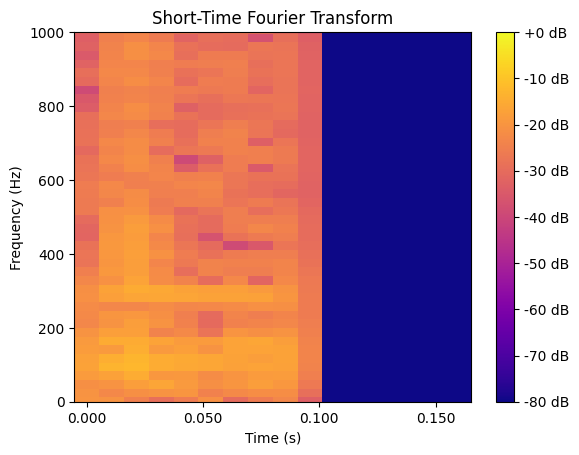 Short-Time Fourier Transform
1000
800
600
400
200
0
Frequency (Hz)
0.000
0.050
0.100
0.150
Time (s)
+0 dB
-10 dB
-20 dB
-30 dB
-40 dB
-50 dB
-60 dB
-70 dB
-80 dB